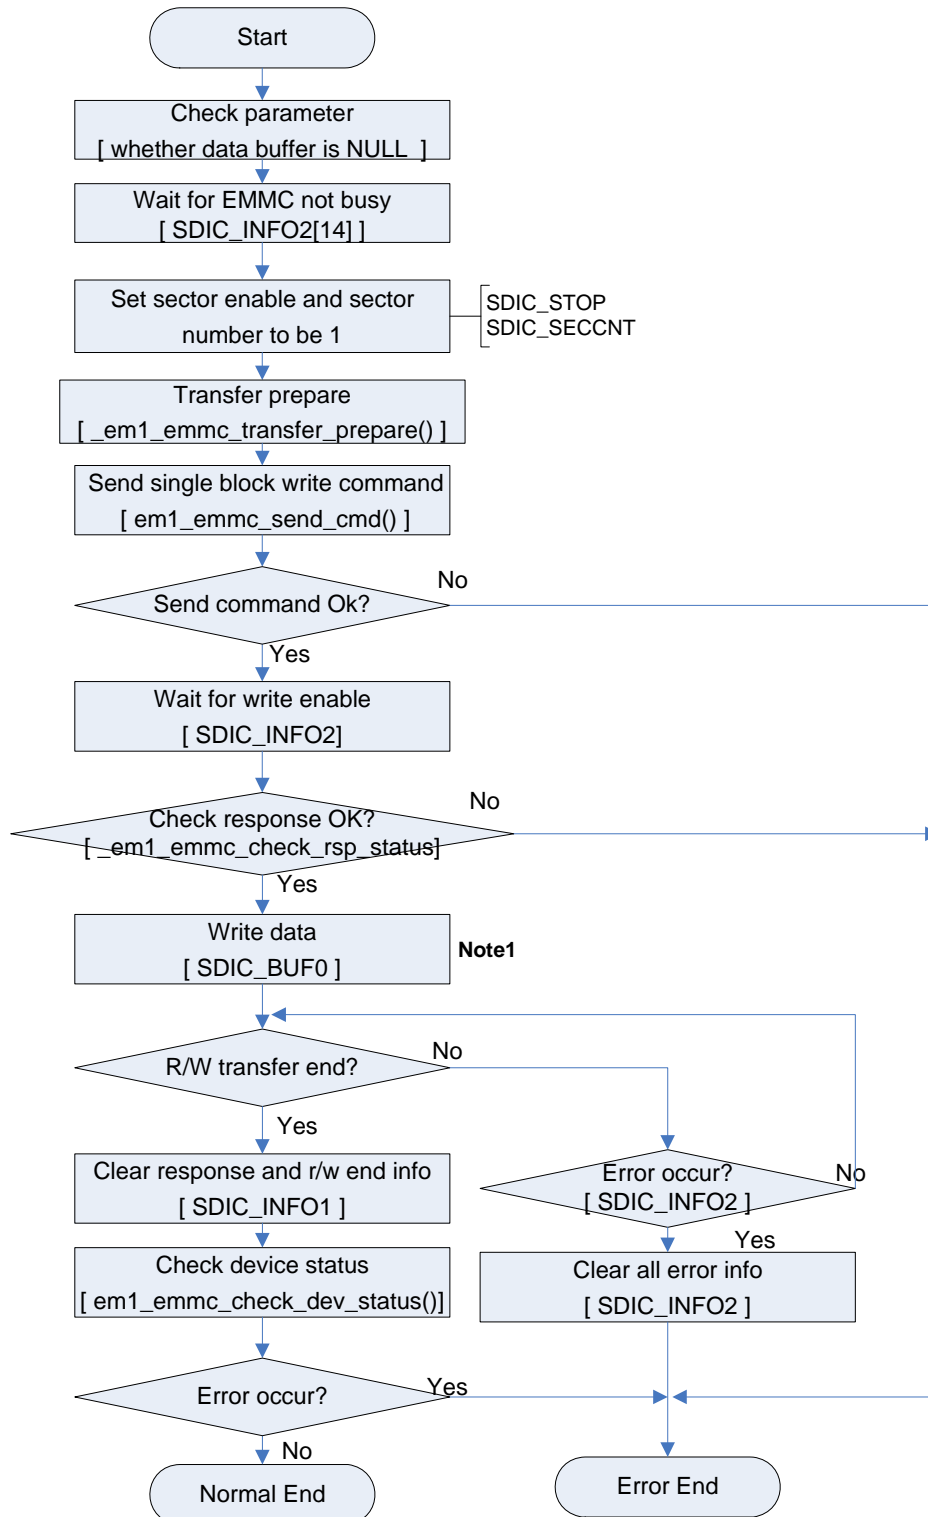 Start
Check parameter
[ whether data buffer is NULL  ]
Wait for EMMC not busy
[ SDIC_INFO2[14] ]
Set sector enable and sector
number to be 1
SDIC_STOP
SDIC_SECCNT
Transfer prepare
[ _em1_emmc_transfer_prepare() ]
Send single block write command
[ em1_emmc_send_cmd() ]
No
Send command Ok?
Yes
Wait for write enable
[ SDIC_INFO2]
No
Check response OK?
[ _em1_emmc_check_rsp_status]
Yes
Write data
[ SDIC_BUF0 ]
Note1
R/W transfer end?
No
Yes
Clear response and r/w end info
[ SDIC_INFO1 ]
Error occur?
[ SDIC_INFO2 ]
No
Yes
Check device status
[ em1_emmc_check_dev_status()]
Clear all error info
[ SDIC_INFO2 ]
Error occur?
Yes
No
Normal End
Error End